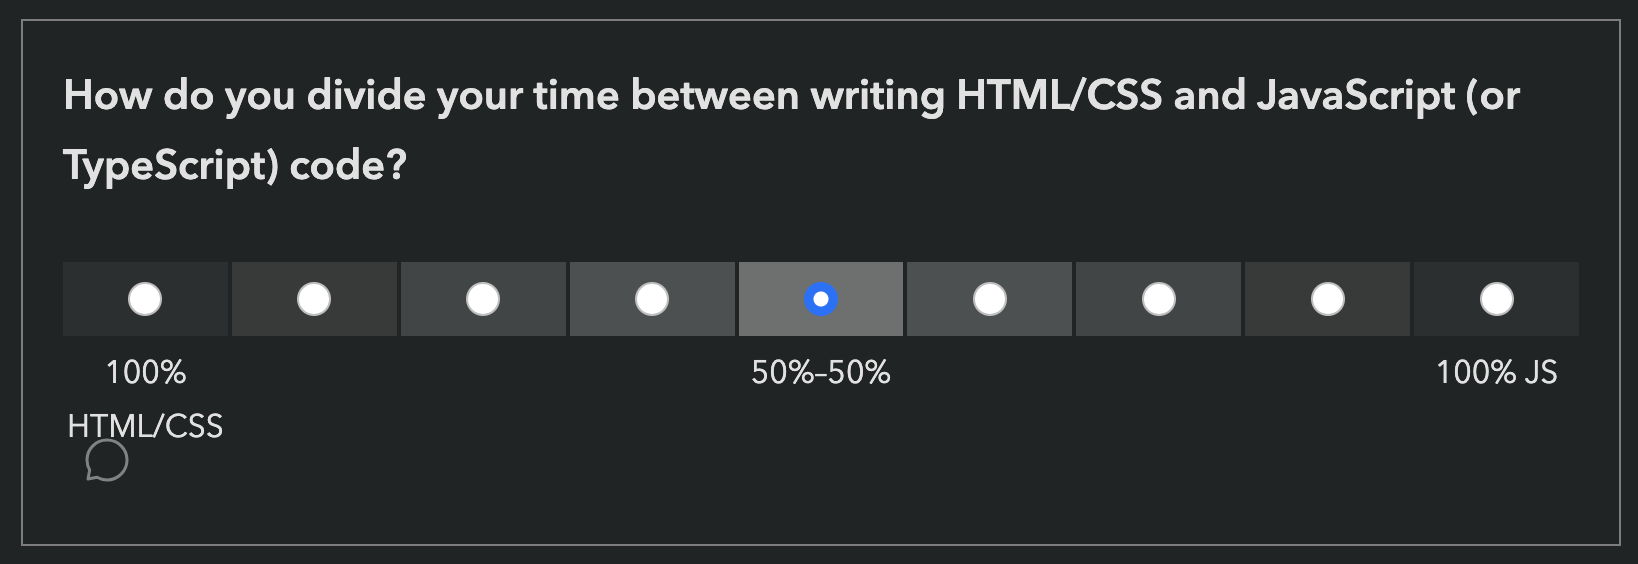 How do you divide your time between writing HTML/CSS and JavaScript (or
TypeScript) code?
100%
HTML/CSS
50%–50%
100% JS